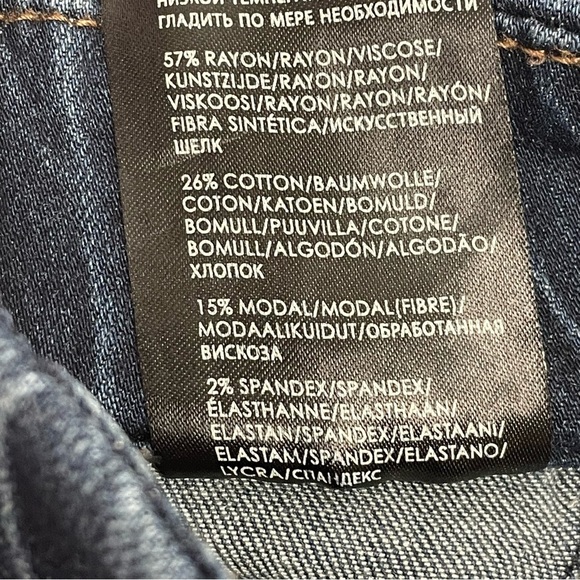 НИЗКОЙ
ГЛАДИТЬ ПО МЕРЕ НЕОБХОДИМОСТИ
57% RAYON/RAYON/VISCOSE/
KUNSTZIJDE/RAYON/RAYON/
VISKOOSI/RAYON/RAYON/RAYÓN/
FIBRA SINTÉTICA/ИСКУССТВЕННЫЙ
ШЕЛК
26% COTTON/BAUMWOLLE/
COTON/KATOEN/BOMULD/
BOMULL/PUUVILLA/COTONE/
BOMULL/ALGODÓN/ALGODÃO/
ХЛОПОК
15% MODAL/MODAL(FIBRE)/
MODAALIKUIDUT/ОБРАБОТАННАЯ
ВИСКОЗА
2% SPANDEX/SPANDEX/
ÉLASTHANNE/ELASTHAAN/
ELASTAN/SPANDEX/ELASTAANI/
ELASTAM/SPANDEX/ELASTANO/
LYCRA/СПАНДЕКС